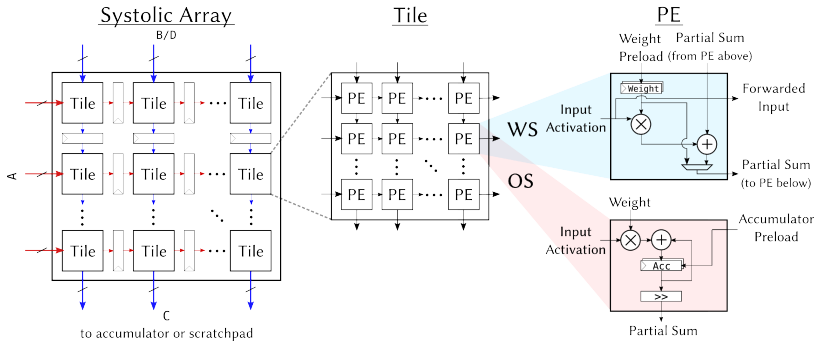 Systolic Array
B/D
Tile
Tile
Tile
A
Tile
Tile
Tile
Tile
Tile
Tile
C
to accumulator or scratchpad
Tile
PE
PE
PE
PE
PE
PE
PE
PE
PE
WS
OS
PE
Weight
Preload
Partial Sum
(from PE above)
Weight
Input
Activation
Forwarded
Input
Partial Sum
(to PE below)
Weight
Input
Activation
Accumulator
Preload
Acc
>>
Partial Sum